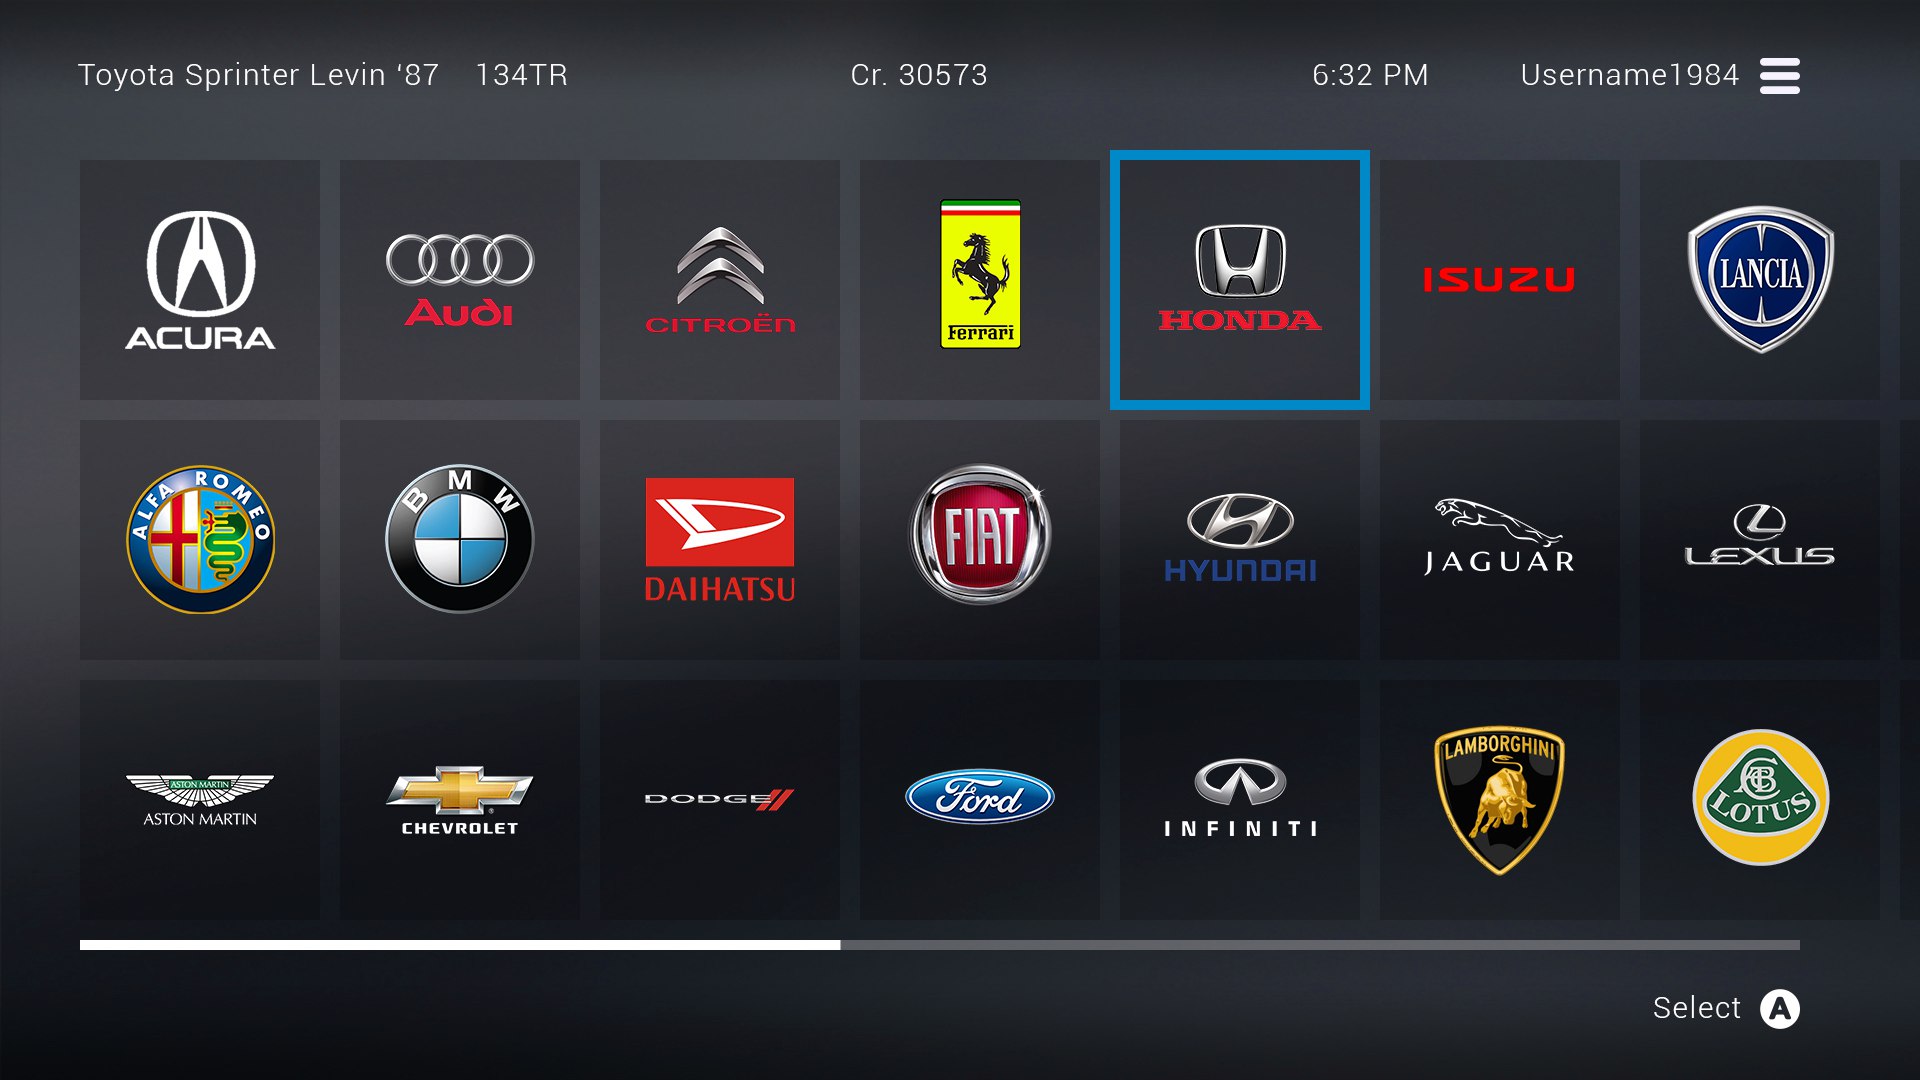 Toyota Sprinter Levin ‘87 134TR Cr. 30573 6:32 PM Username1984
ACURA
Audi
CITROËN
Ferrari
HONDA
ISUZU
LANCIA
ALFA ROMEO
BMW
DAIHATSU
FIAT
HYUNDAI
JAGUAR
LEXUS
ASTON MARTIN
ASTON MARTIN
CHEVROLET
DODGE
Ford
INFINITI
LAMBORGHINI
ACBC
LOTUS
Select A